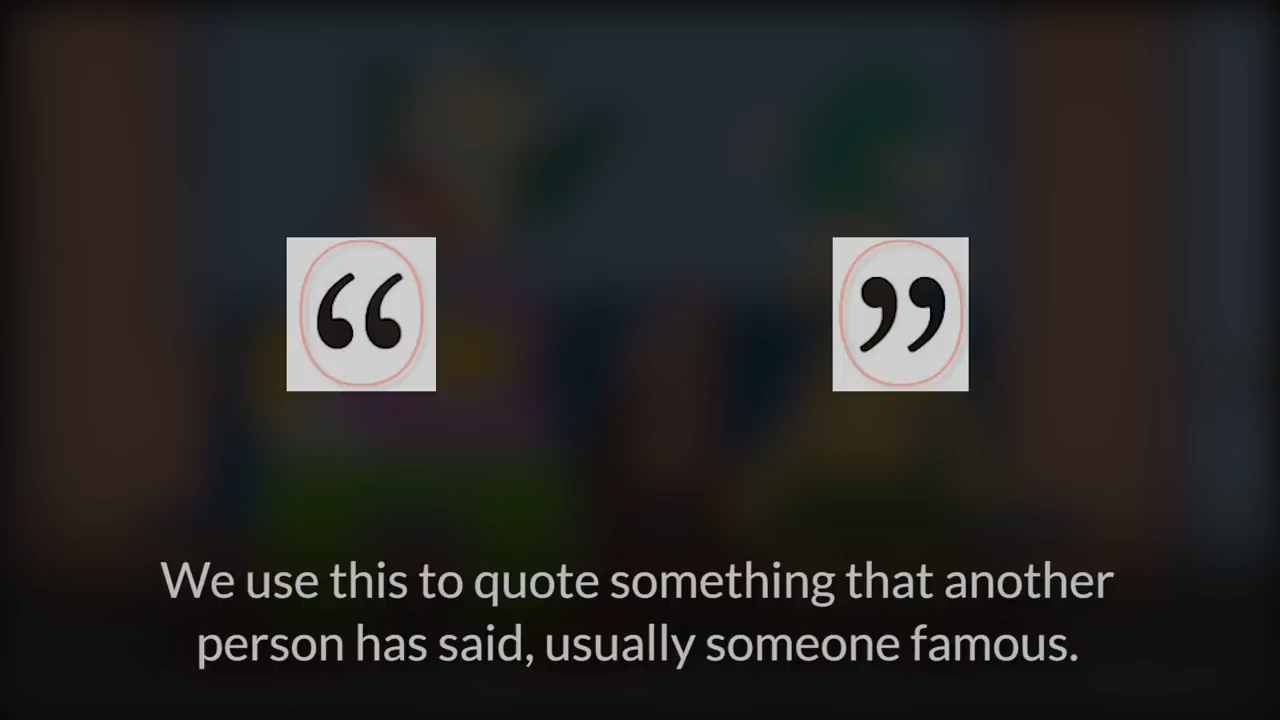 “ ”
We use this to quote something that another
person has said, usually someone famous.